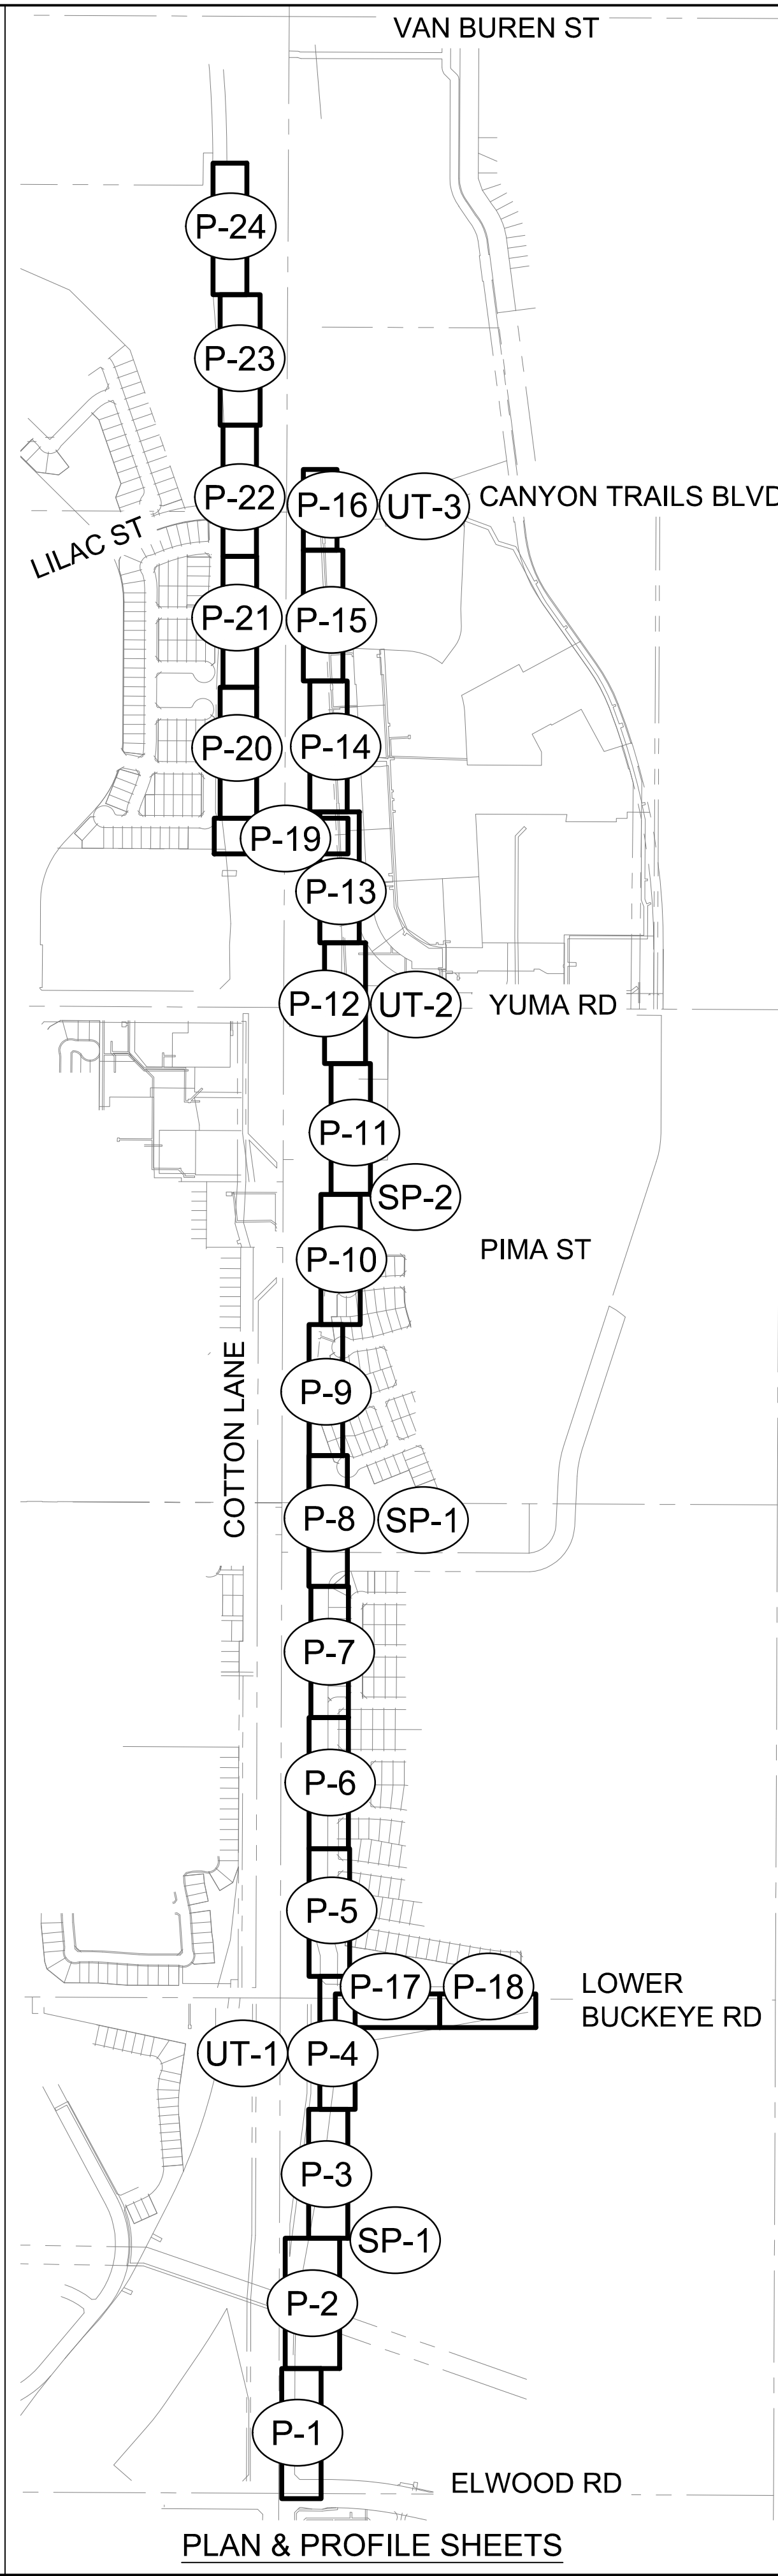 VAN BUREN ST
P-24
P-23
P-22
P-16
UT-3
CANYON TRAILS BLVD
LILAC ST
P-21
P-15
P-20
P-14
P-19
P-13
P-12
UT-2
YUMA RD
P-11
SP-2
P-10
PIMA ST
P-9
COTTON LANE
P-8
SP-1
P-7
P-6
P-5
P-17
P-18
LOWER
BUCKEYE RD
UT-1
P-4
P-3
SP-1
P-2
P-1
ELWOOD RD
PLAN & PROFILE SHEETS